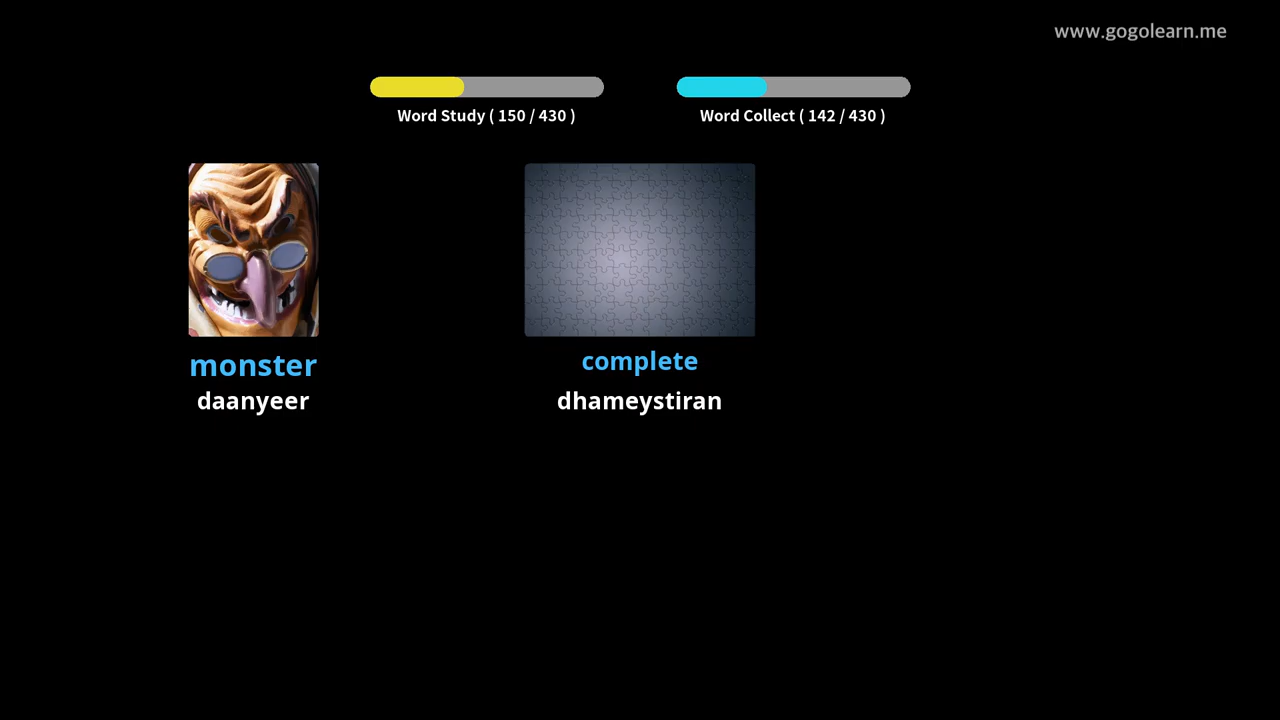 www.gogolearn.me
Word Study ( 150 / 430 )
Word Collect ( 142 / 430 )
monster
daanyeer
complete
dhameystiran